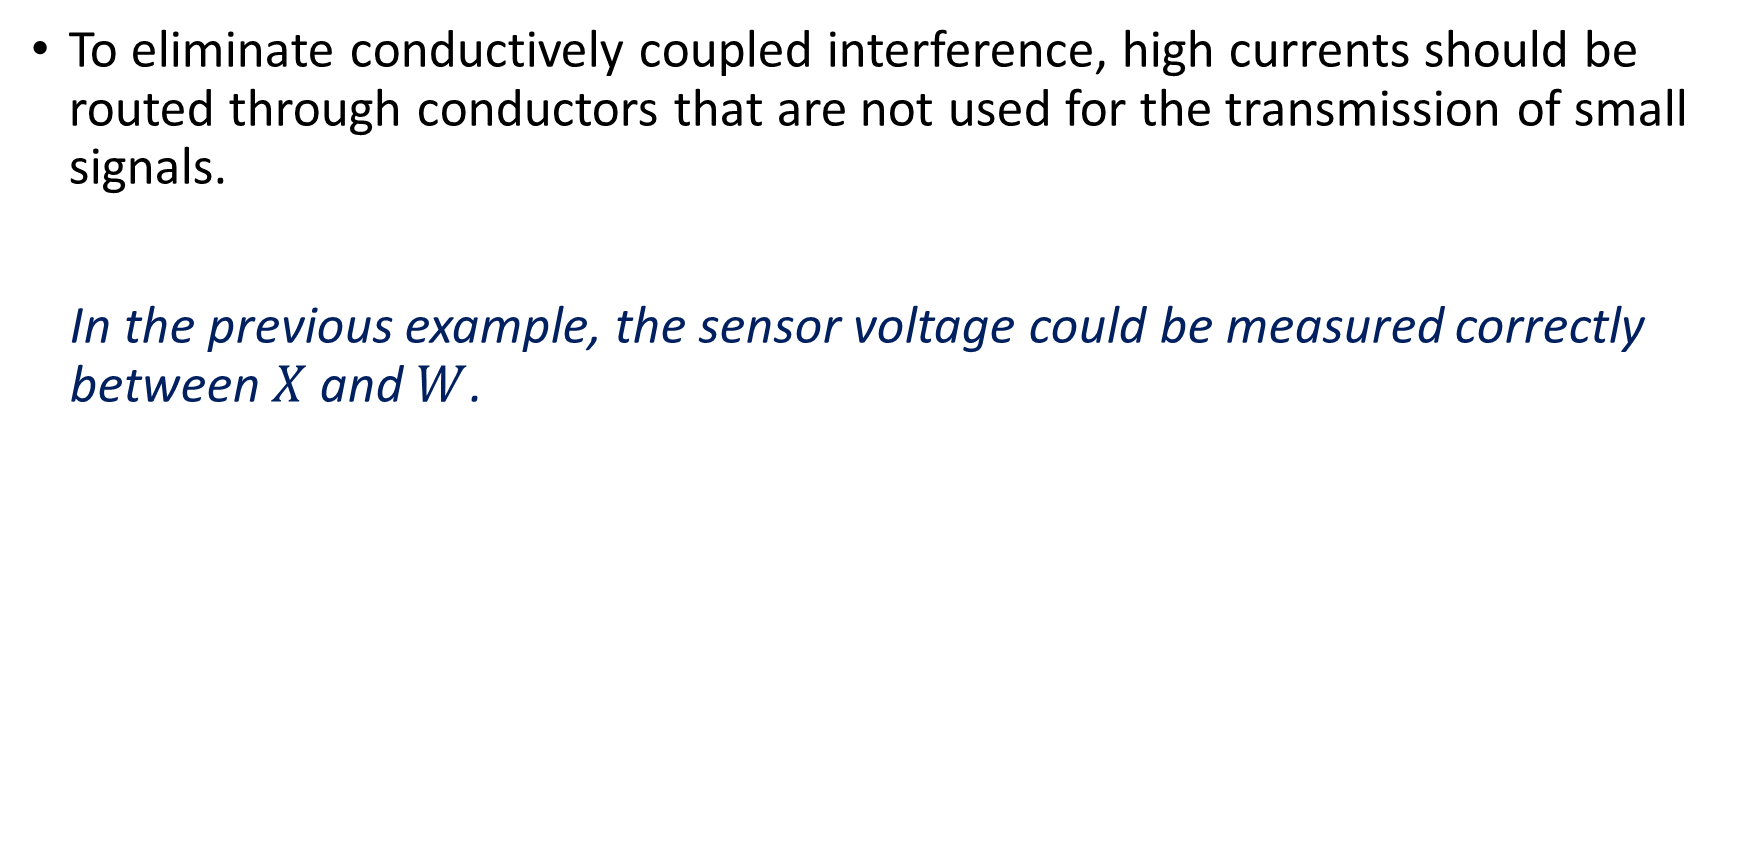 • To eliminate conductively coupled interference, high currents should be
routed through conductors that are not used for the transmission of small
signals.
In the previous example, the sensor voltage could be measured correctly
between X and W.